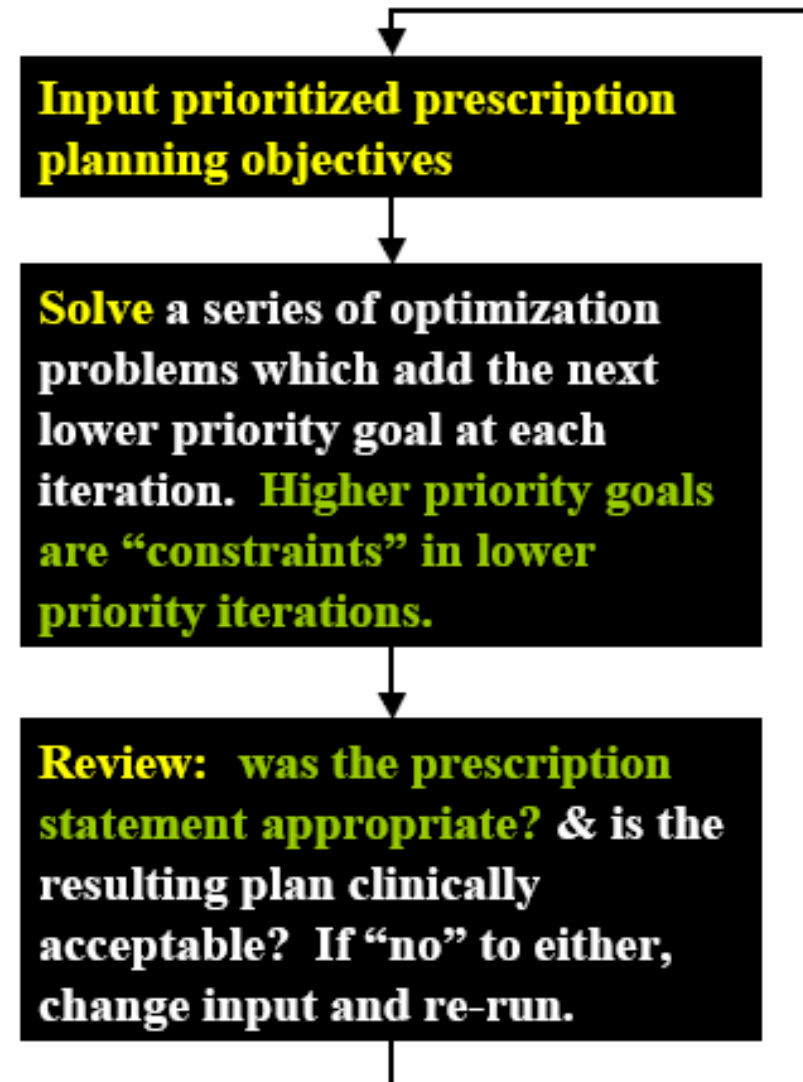 Input prioritized prescription
planning objectives
Solve a series of optimization
problems which add the next
lower priority goal at each
iteration.  Higher priority goals
are “constraints” in lower
priority iterations.
Review:  was the prescription
statement appropriate? & is the
resulting plan clinically
acceptable?  If “no” to either,
change input and re-run.